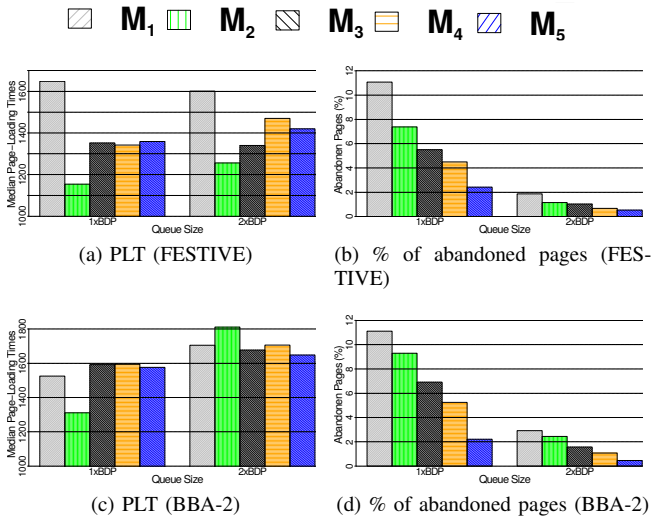 M1 M2 M3 M4 M5
Median Page-Loading Times
1000 1200 1400 1600
1xBDP 2xBDP
Queue Size
(a) PLT (FESTIVE)
Abandonen Pages (%)
0 2 4 6 8 10 12
1xBDP 2xBDP
Queue Size
(b) % of abandoned pages (FES-
TIVE)
Median Page-Loading Times
1000 1200 1400 1600 1800
1xBDP 2xBDP
Queue Size
(c) PLT (BBA-2)
Abandonen Pages (%)
0 2 4 6 8 10 12
1xBDP 2xBDP
Queue Size
(d) % of abandoned pages (BBA-2)